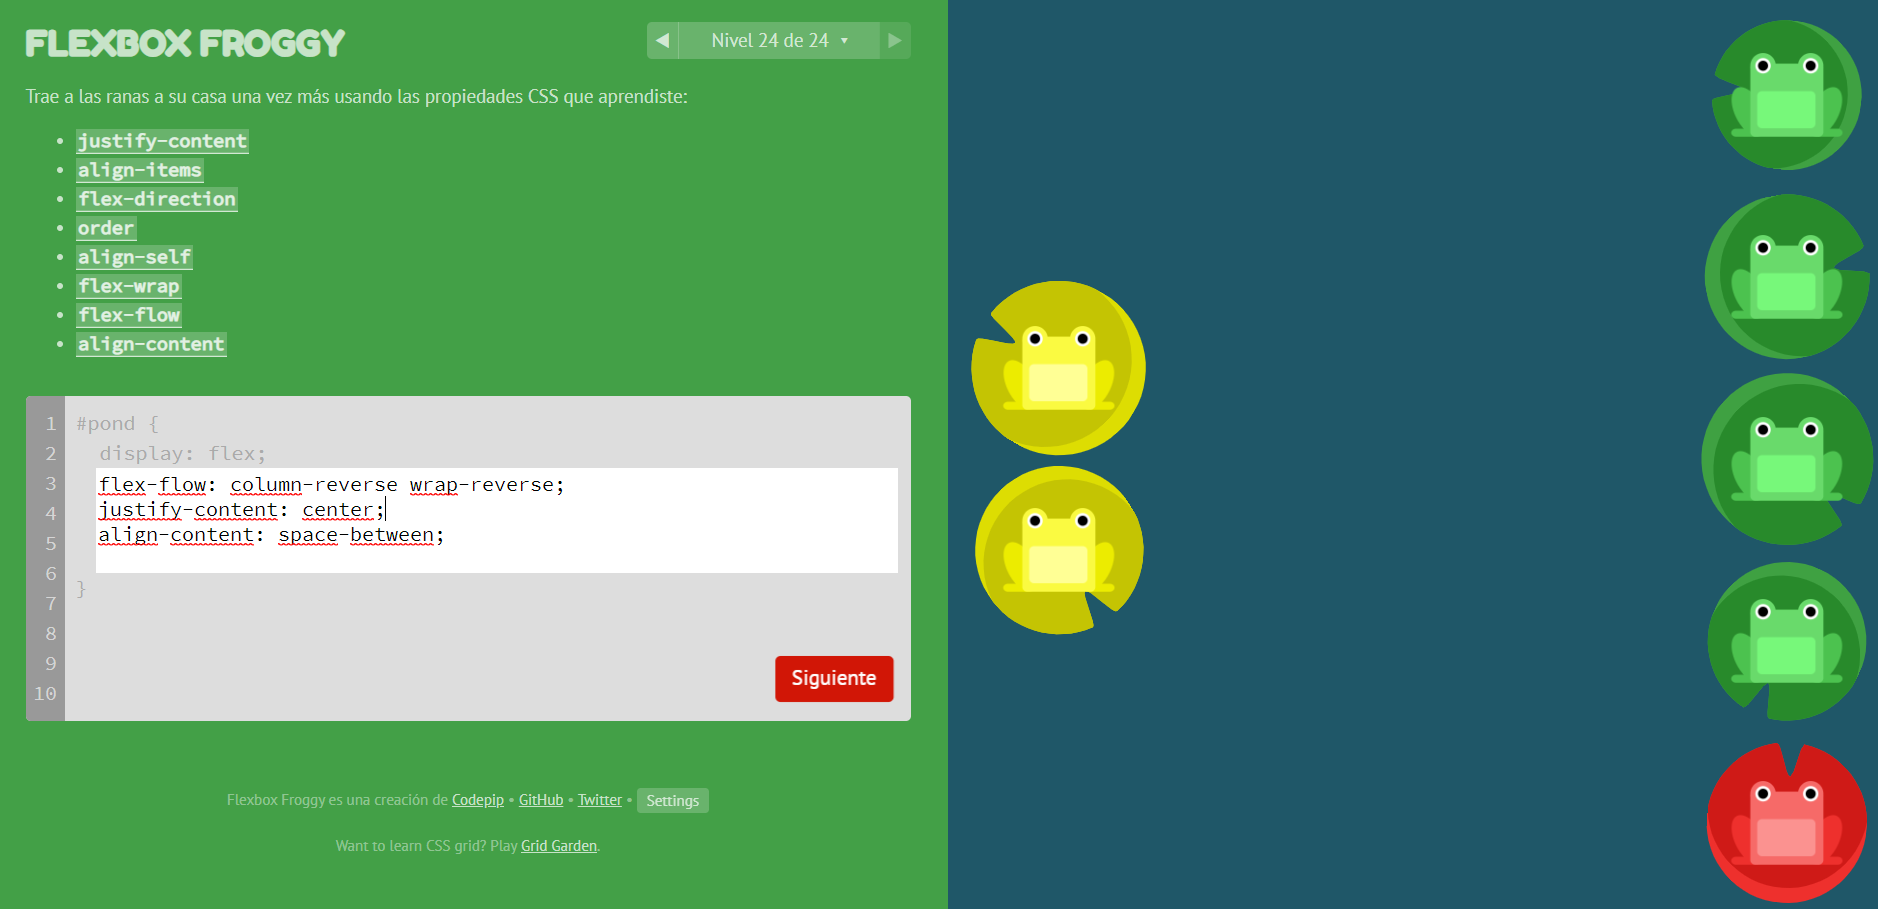 FLEXBOX FROGGY
◀ Nivel 24 de 24 ▾ ▶
Trae a las ranas a su casa una vez más usando las propiedades CSS que aprendiste:
• justify-content
• align-items
• flex-direction
• order
• align-self
• flex-wrap
• flex-flow
• align-content
1 #pond {
2 display: flex;
3 flex-flow: column-reverse wrap-reverse;
4 justify-content: center;
5 align-content: space-between;
6 }
7
8
9
10
Siguiente
Flexbox Froggy es una creación de Codepip • GitHub • Twitter • Settings
Want to learn CSS grid? Play Grid Garden.